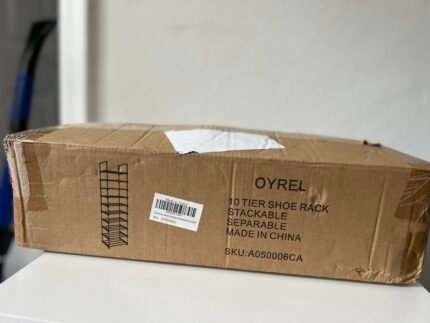 OYREL
10 TIER SHOE RACK
STACKABLE
SEPARABLE
MADE IN CHINA
SKU:A050006CA